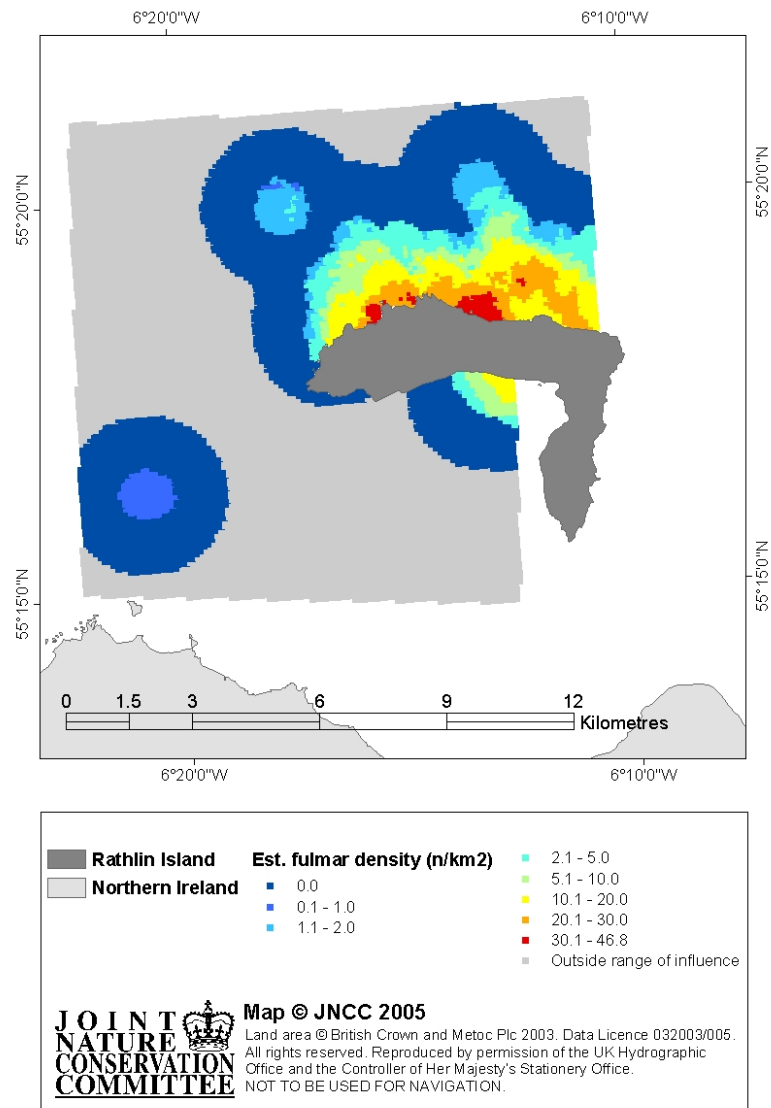 6°20'0"W 6°10'0"W
55°20'0"N 55°20'0"N
55°15'0"N 55°15'0"N
0 1.5 3 6 9 12
Kilometres
6°20'0"W 6°10'0"W
Rathlin Island
Northern Ireland
Est. fulmar density (n/km2)
0.0
0.1 - 1.0
1.1 - 2.0
2.1 - 5.0
5.1 - 10.0
10.1 - 20.0
20.1 - 30.0
30.1 - 46.8
Outside range of influence
JOINT
NATURE
CONSERVATION
COMMITTEE
Map © JNCC 2005
Land area © British Crown and Metoc Plc 2003. Data Licence 032003/005.
All rights reserved. Reproduced by permission of the UK Hydrographic
Office and the Controller of Her Majesty's Stationery Office.
NOT TO BE USED FOR NAVIGATION.